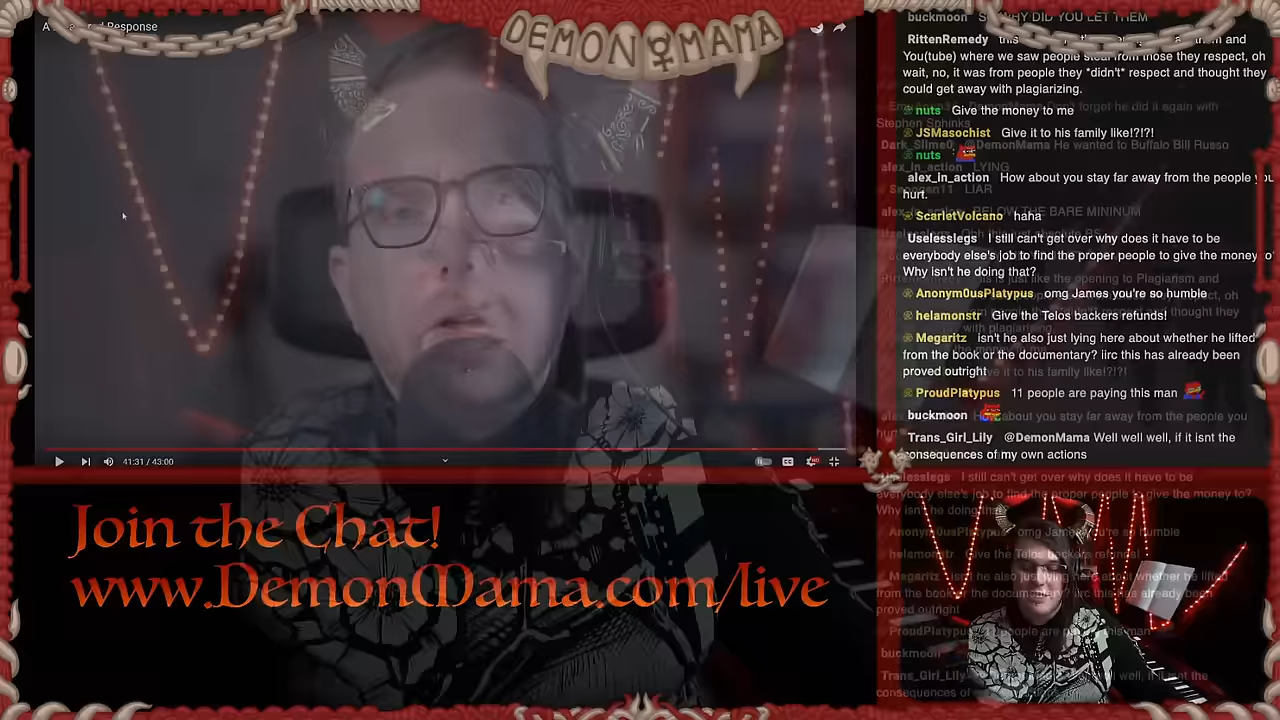 DEMON MAMA
Response
41:31 / 43:00
HD
Join the Chat!
www.DemonMama.com/live
buckmoon
WHY DID YOU LET THEM
RittenRemedy
and
You(tube) where we saw people steal from those they respect, oh
wait, no, it was from people they *didn't* respect and thought they
could get away with plagiarizing.
nuts Give the money to me
JSMasochist Give it to his family like!?!?!
nuts
alex_in_action How about you stay far away from the people you
hurt.
ScarletVolcano haha
Uselesslegs I still can't get over why does it have to be
everybody else's job to find the proper people to give the money to?
Why isn't he doing that?
Anonym0usPlatypus omg James you're so humble
helamonstr Give the Telos backers refunds!
Megaritz isn't he also just lying here about whether he lifted
from the book or the documentary? iirc this has already been
proved outright
ProudPlatypus 11 people are paying this man
buckmoon
Trans_Girl_Lily @DemonMama Well well well, if it isnt the
consequences of my own actions